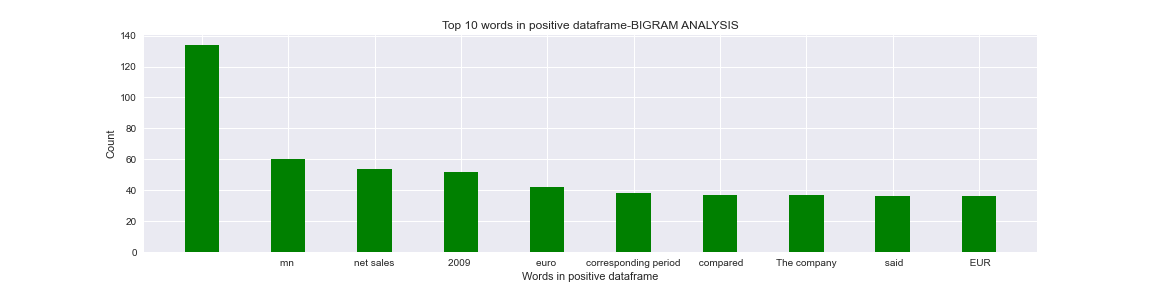 Top 10 words in positive dataframe-BIGRAM ANALYSIS
140
120
100
80
60
40
20
0
Count
mn net sales 2009 euro corresponding period compared The company said EUR
Words in positive dataframe